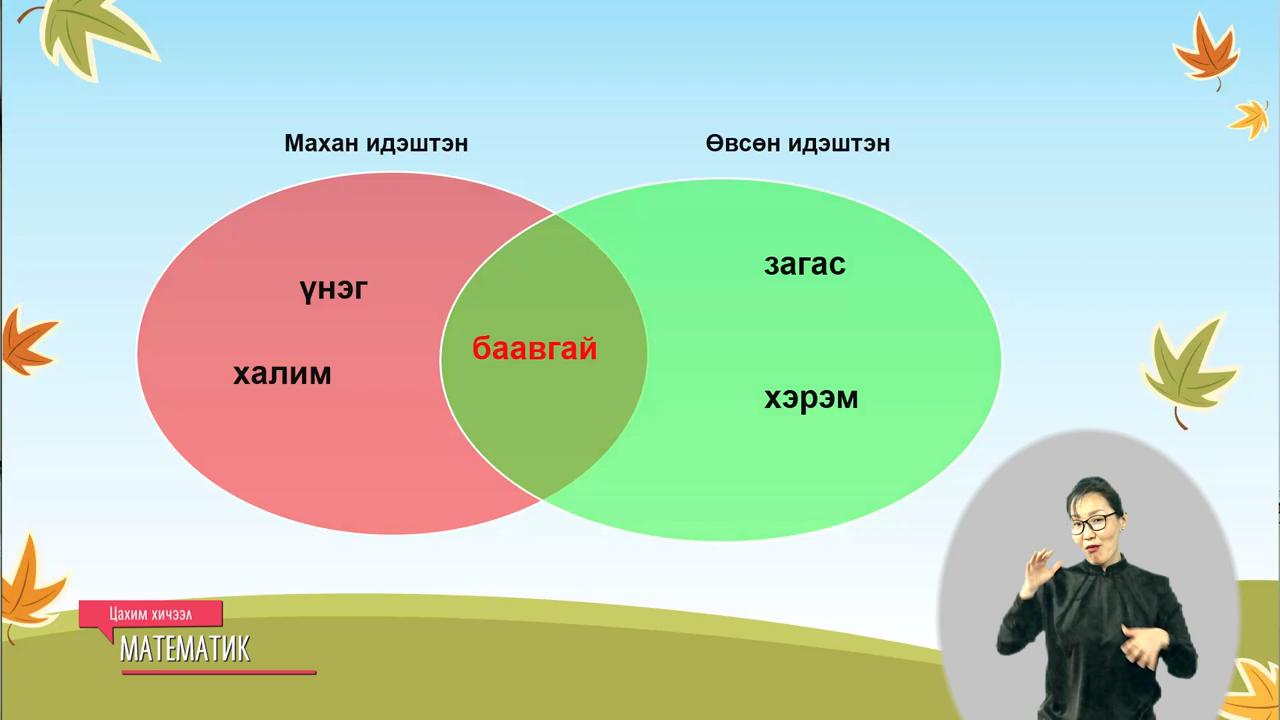 Махан идэштэн
Өвсөн идэштэн
үнэг
халим
баавгай
загас
хэрэм
Цахим хичээл
МАТЕМАТИК